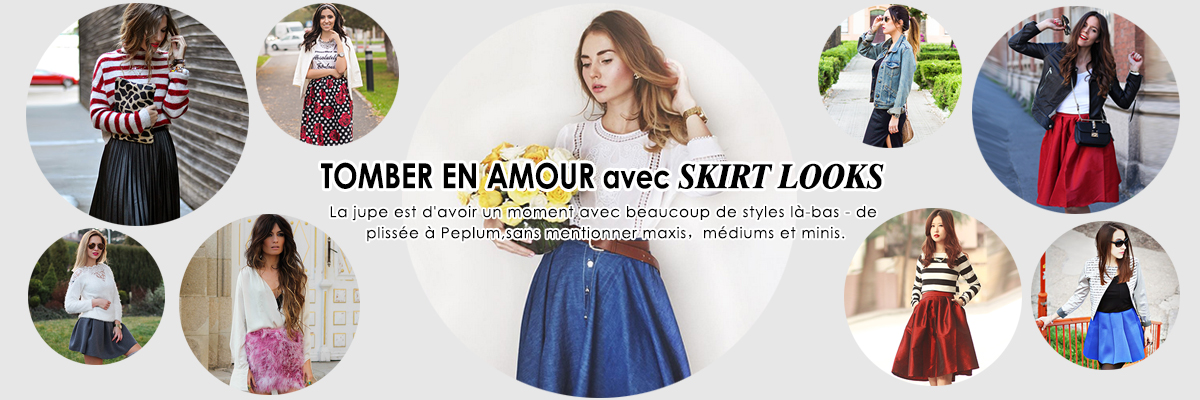 TOMBER EN AMOUR avec SKIRT LOOKS
La jupe est d'avoir un moment avec beaucoup de styles là-bas - de
plissée à Peplum,sans mentionner maxis，médiums et minis.